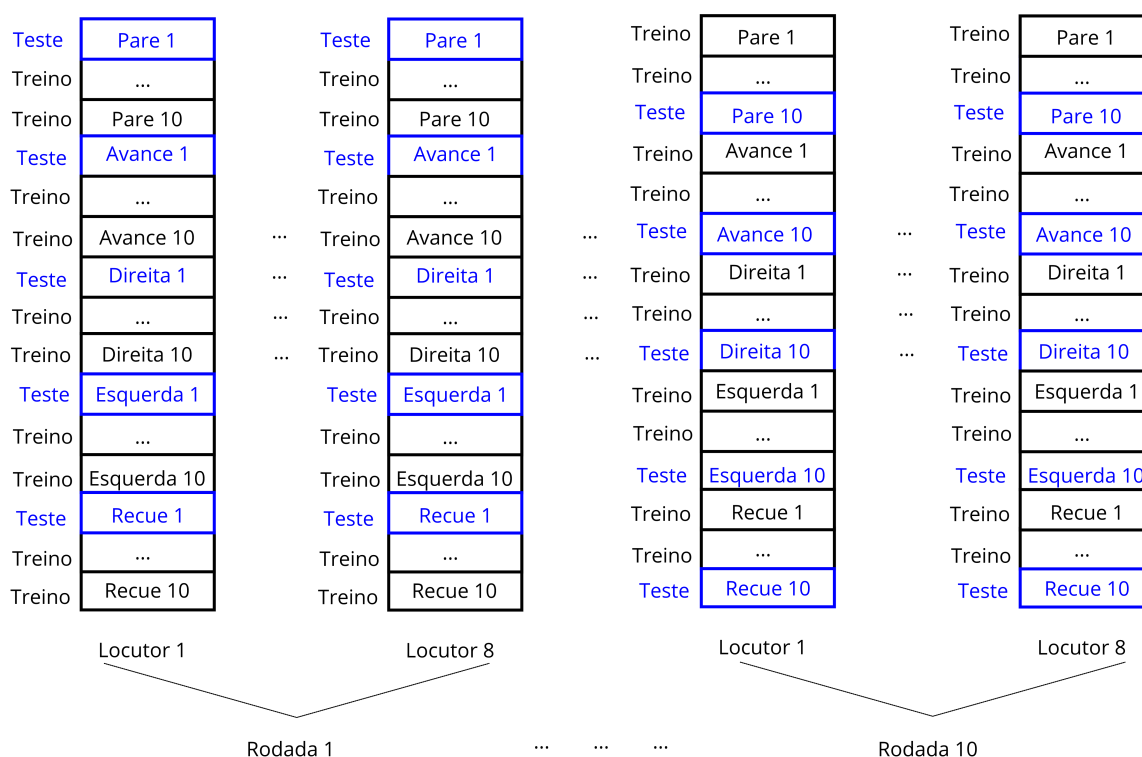 Teste Pare 1
Treino ...
Treino Pare 10
Teste Avance 1
Treino ...
Treino Avance 10
Teste Direita 1
Treino ...
Treino Direita 10
Teste Esquerda 1
Treino ...
Treino Esquerda 10
Teste Recue 1
Treino ...
Treino Recue 10
Locutor 1
...
...
...
...
Teste Pare 1
Treino ...
Treino Pare 10
Teste Avance 1
Treino ...
Treino Avance 10
Teste Direita 1
Treino ...
Treino Direita 10
Teste Esquerda 1
Treino ...
Treino Esquerda 10
Teste Recue 1
Treino ...
Treino Recue 10
Locutor 8
Rodada 1
...
...
...
...
Treino Pare 1
Treino ...
Teste Pare 10
Treino Avance 1
Treino ...
Teste Avance 10
Treino Direita 1
Treino ...
Teste Direita 10
Treino Esquerda 1
Treino ...
Teste Esquerda 10
Treino Recue 1
Treino ...
Teste Recue 10
Locutor 1
...
...
...
...
Treino Pare 1
Treino ...
Teste Pare 10
Treino Avance 1
Treino ...
Teste Avance 10
Treino Direita 1
Treino ...
Teste Direita 10
Treino Esquerda 1
Treino ...
Teste Esquerda 10
Treino Recue 1
Treino ...
Teste Recue 10
Locutor 8
... ... ...
Rodada 10